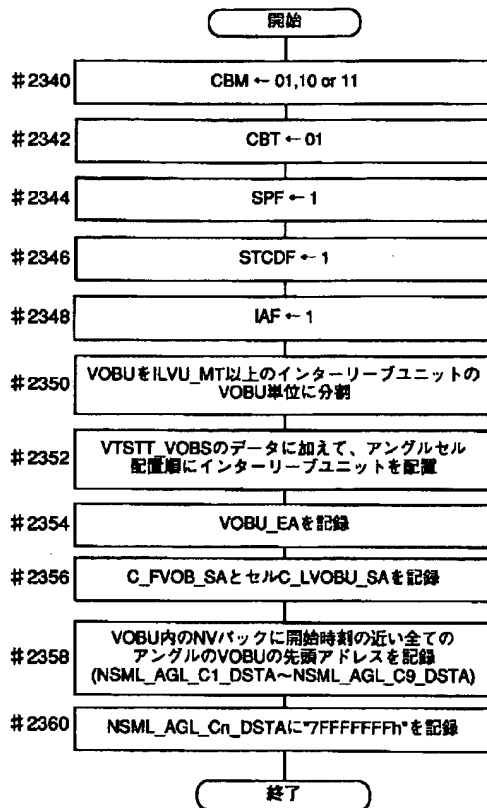 開始
#2340 CBM ← 01,10 or 11
#2342 CBT ← 01
#2344 SPF ← 1
#2346 STCDF ← 1
#2348 IAF ← 1
#2350 VOBUをILVU_MT以上のインターリーブユニットの
VOBU単位に分割
#2352 VTSTT_VOBSのデータに加えて、アングルセル
配置順にインターリーブユニットを配置
#2354 VOBU_EAを記録
#2356 C_FVOB_SAとセルC_LVOBU_SAを記録
#2358 VOBU内のNVパックに開始時刻の近い全ての
アングルのVOBUの先頭アドレスを記録
(NSML_AGL_C1_DSTA～NSML_AGL_C9_DSTA)
#2360 NSML_AGL_Cn_DSTAに"7FFFFFFFh"を記録
終了